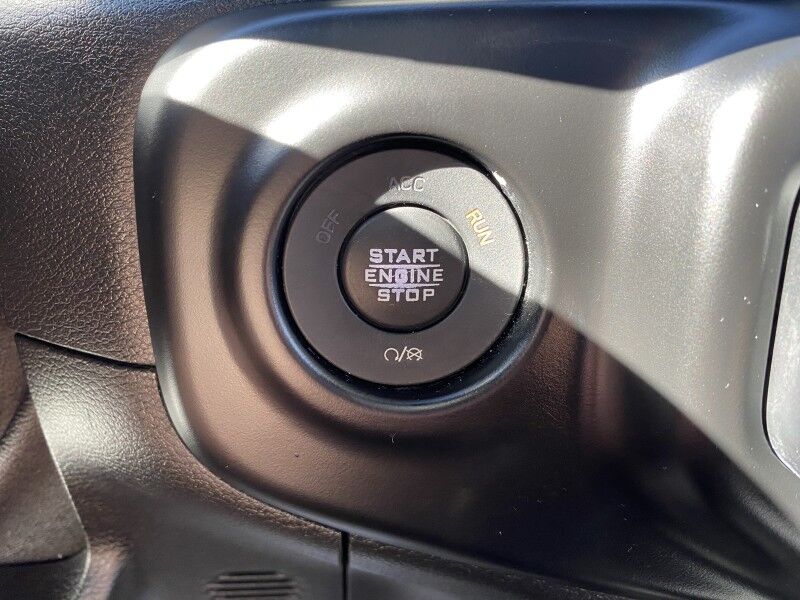 ACC
OFF
RUN
START
ENGINE
STOP